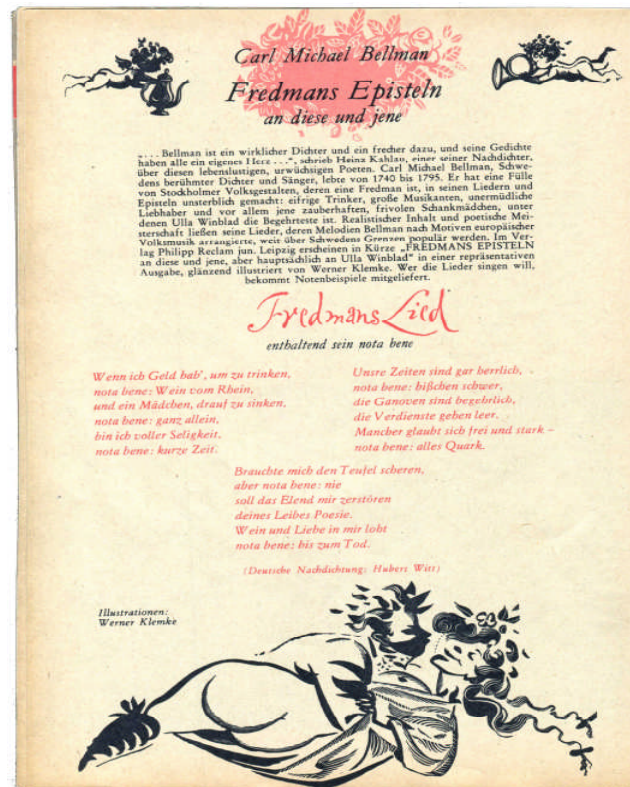 Carl Michael Bellman
Fredmans Episteln
an diese und jene
„... Bellman ist ein wirklicher Dichter und ein frecher dazu, und seine Gedichte
haben alle ein eigenes Herz ...“, schrieb Heinz Kahlau, einer seiner Nachdichter,
über diesen lebenslustigen, urwüchsigen Poeten. Carl Michael Bellman, Schwe-
dens berühmter Dichter und Sänger, lebte von 1740 bis 1795. Er hat eine Fülle
von Stockholmer Volksgestalten, deren eine Fredman ist, in seinen Liedern und
Episteln unsterblich gemacht: eifrige Trinker, große Musikanten, unermüdliche
Liebhaber und vor allem jene zauberhaften, frivolen Schankmädchen, unter
denen Ulla Winblad die Begehrteste ist. Realistischer Inhalt und poetische Mei-
sterschaft ließen seine Lieder, deren Melodien Bellman nach Motiven europäischer
Volksmusik arrangierte, weit über Schwedens Grenzen populär werden. Im Ver-
lag Philipp Reclam jun. Leipzig erscheinen in Kürze „FREDMANS EPISTELN
an diese und jene, aber hauptsächlich an Ulla Winblad“ in einer repräsentativen
Ausgabe, glänzend illustriert von Werner Klemke. Wer die Lieder singen will,
bekommt Notenbeispiele mitgeliefert.
Fredmans Lied
enthaltend sein nota bene
Wenn ich Geld hab', um zu trinken,
nota bene: Wein vom Rhein,
und ein Mädchen, drauf zu sinken,
nota bene: ganz allein,
bin ich voller Seligkeit,
nota bene: kurze Zeit.
Unsre Zeiten sind gar herrlich,
nota bene: bißchen schwer,
die Ganoven sind begehrlich,
die Verdienste gehen leer.
Mancher glaubt sich frei und stark –
nota bene: alles Quark.
Brauchte mich den Teufel scheren,
aber nota bene: nie
soll das Elend mir zerstören
deines Leibes Poesie.
Wein und Liebe in mir loht
nota bene: bis zum Tod.
(Deutsche Nachdichtung: Hubert Witt)
Illustrationen:
Werner Klemke